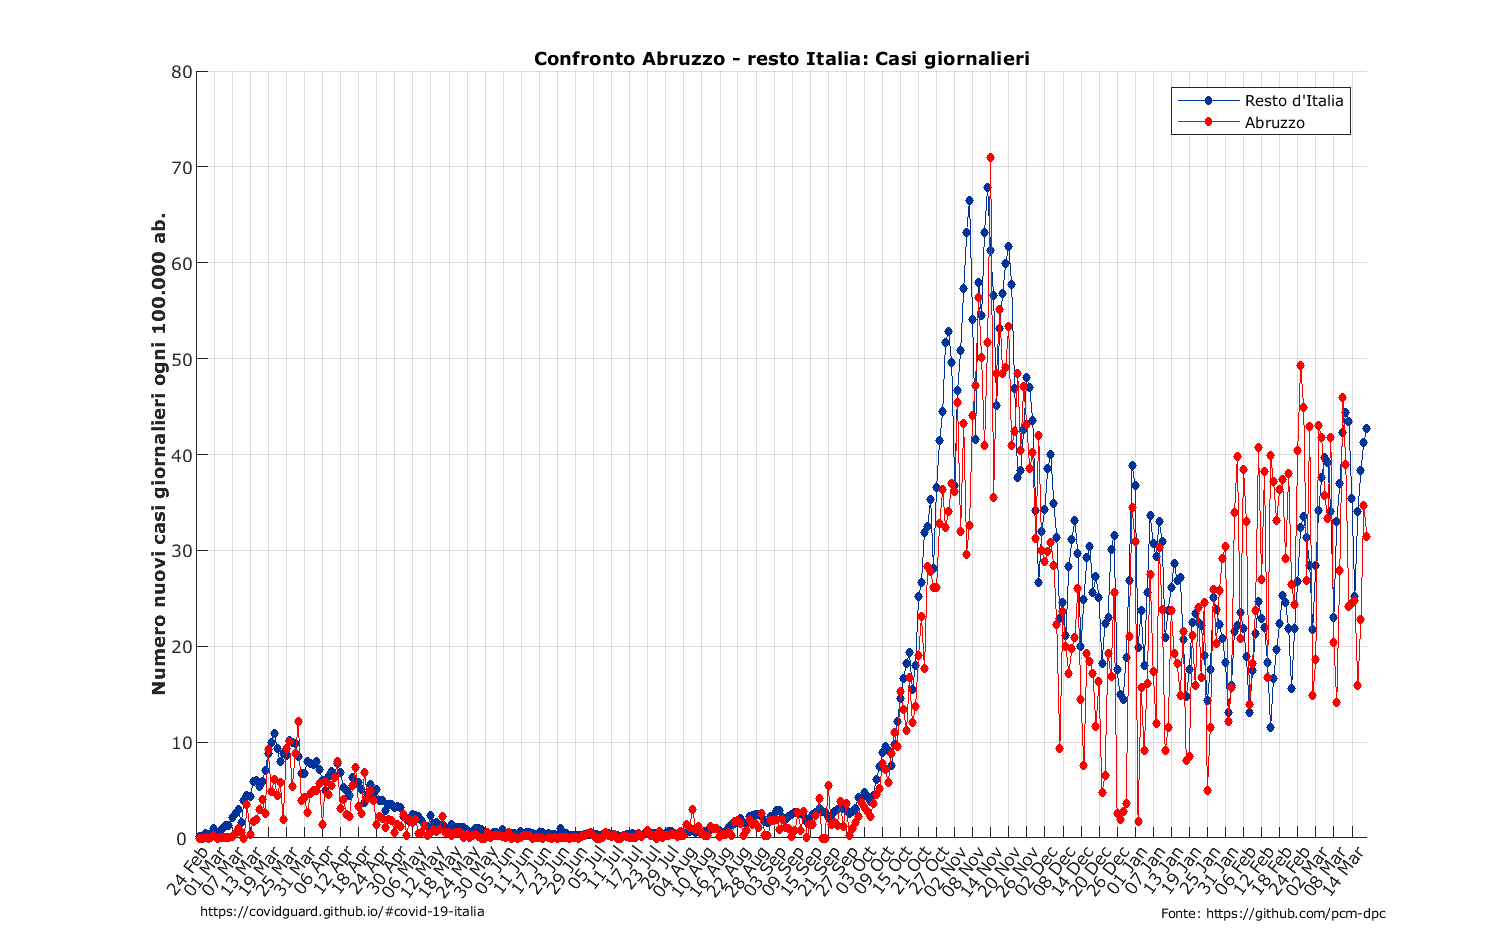 Confronto Abruzzo - resto Italia: Casi giornalieri
Resto d'Italia
Abruzzo
Numero nuovi casi giornalieri ogni 100.000 ab.
80
70
60
50
40
30
20
10
0
24 Feb
01 Mar
07 Mar
13 Mar
19 Mar
25 Mar
31 Mar
06 Apr
12 Apr
18 Apr
24 Apr
30 Apr
06 May
12 May
18 May
24 May
30 May
05 Jun
11 Jun
17 Jun
23 Jun
29 Jun
05 Jul
11 Jul
17 Jul
23 Jul
29 Jul
04 Aug
10 Aug
16 Aug
22 Aug
28 Aug
03 Sep
09 Sep
15 Sep
21 Sep
27 Sep
03 Oct
09 Oct
15 Oct
21 Oct
27 Oct
02 Nov
08 Nov
14 Nov
20 Nov
26 Nov
02 Dec
08 Dec
14 Dec
20 Dec
26 Dec
01 Jan
07 Jan
13 Jan
19 Jan
25 Jan
31 Jan
06 Feb
12 Feb
18 Feb
24 Feb
02 Mar
08 Mar
14 Mar
https://covidguard.github.io/#covid-19-italia
Fonte: https://github.com/pcm-dpc